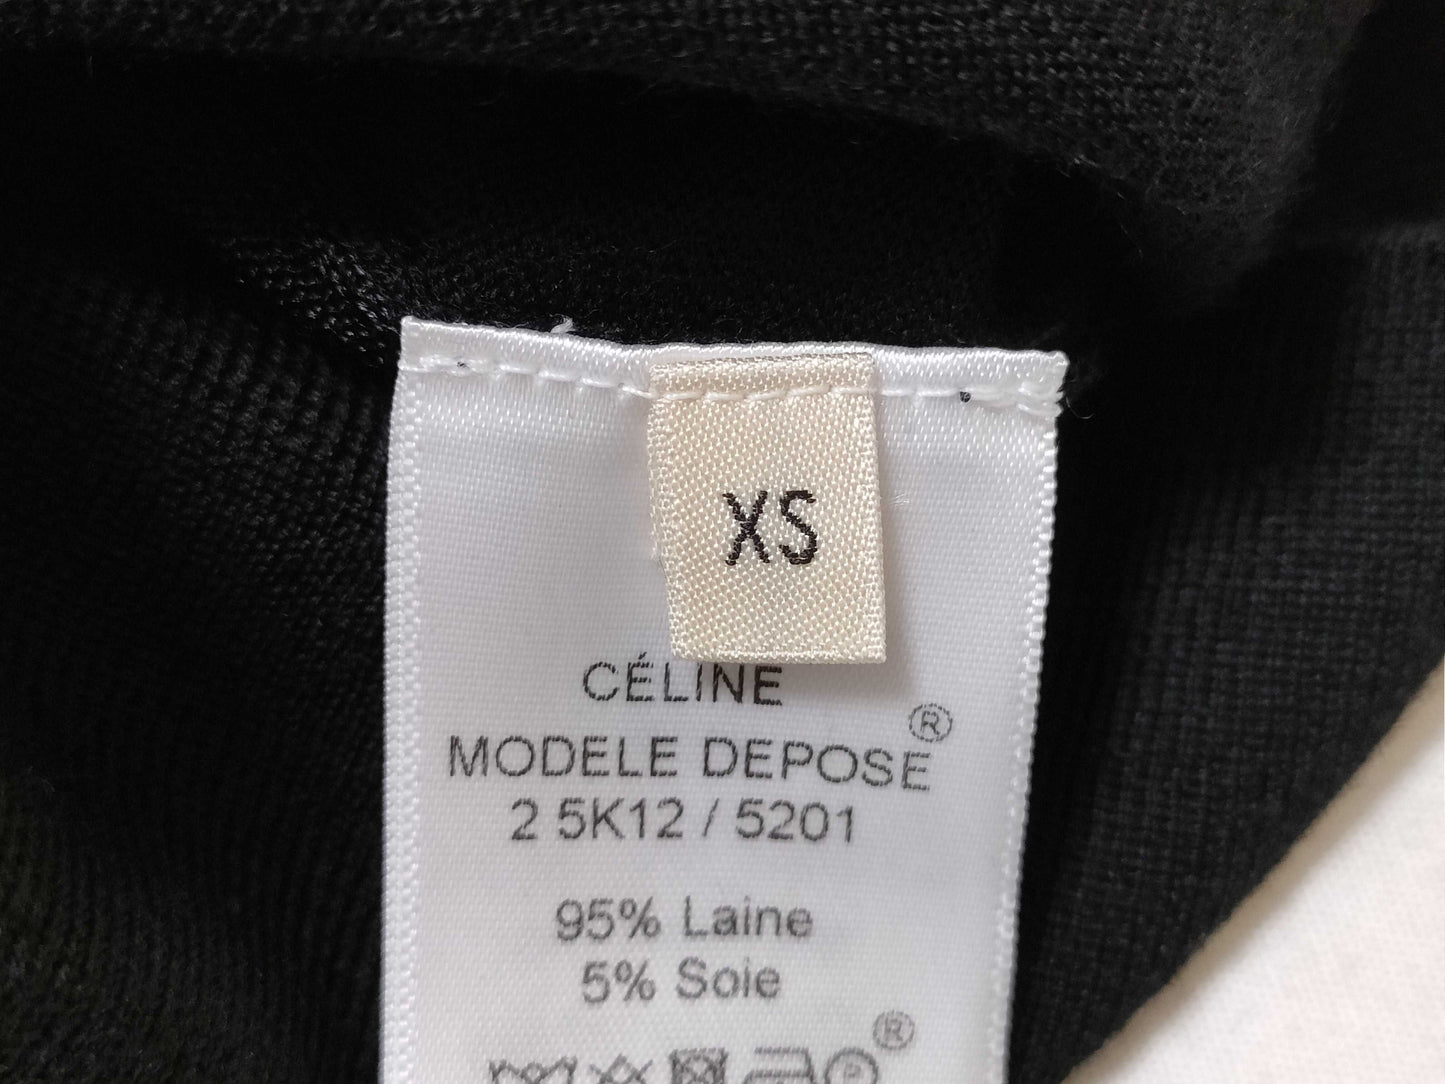 XS
CÉLINE
MODELE DEPOSE®
2 5K12 / 5201
95% Laine
5% Soie
®